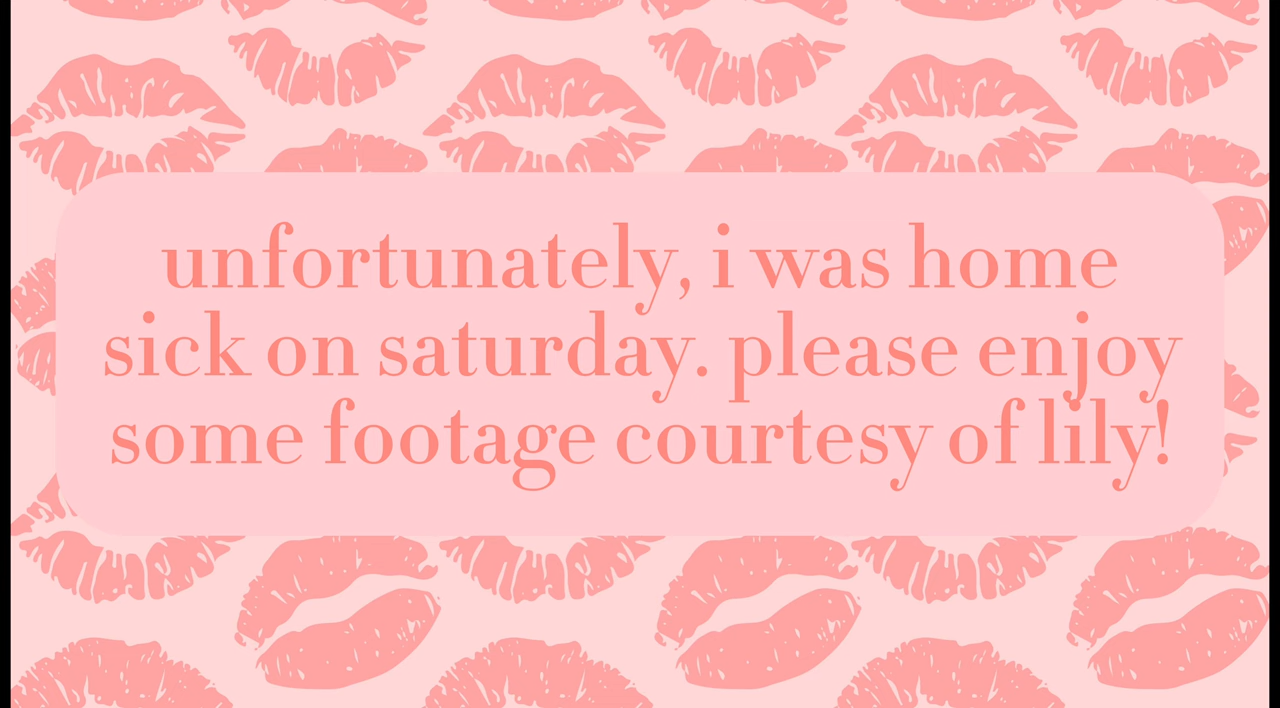 unfortunately, i was home
sick on saturday. please enjoy
some footage courtesy of lily!